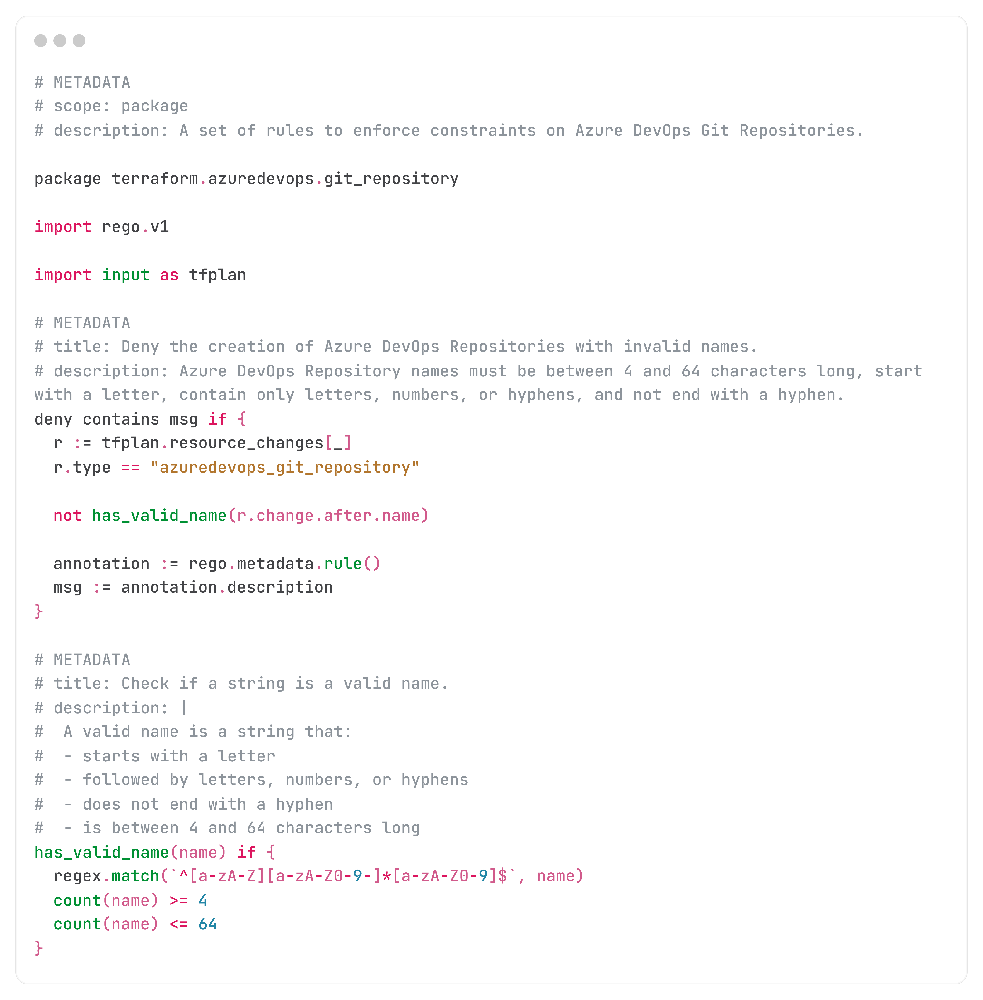 # METADATA
# scope: package
# description: A set of rules to enforce constraints on Azure DevOps Git Repositories.

package terraform.azuredevops.git_repository

import rego.v1

import input as tfplan

# METADATA
# title: Deny the creation of Azure DevOps Repositories with invalid names.
# description: Azure DevOps Repository names must be between 4 and 64 characters long, start
with a letter, contain only letters, numbers, or hyphens, and not end with a hyphen.
deny contains msg if {
  r := tfplan.resource_changes[_]
  r.type == "azuredevops_git_repository"

  not has_valid_name(r.change.after.name)

  annotation := rego.metadata.rule()
  msg := annotation.description
}

# METADATA
# title: Check if a string is a valid name.
# description: |
#  A valid name is a string that:
#  - starts with a letter
#  - followed by letters, numbers, or hyphens
#  - does not end with a hyphen
#  - is between 4 and 64 characters long
has_valid_name(name) if {
  regex.match(`^[a-zA-Z][a-zA-Z0-9-]*[a-zA-Z0-9]$`, name)
  count(name) >= 4
  count(name) <= 64
}